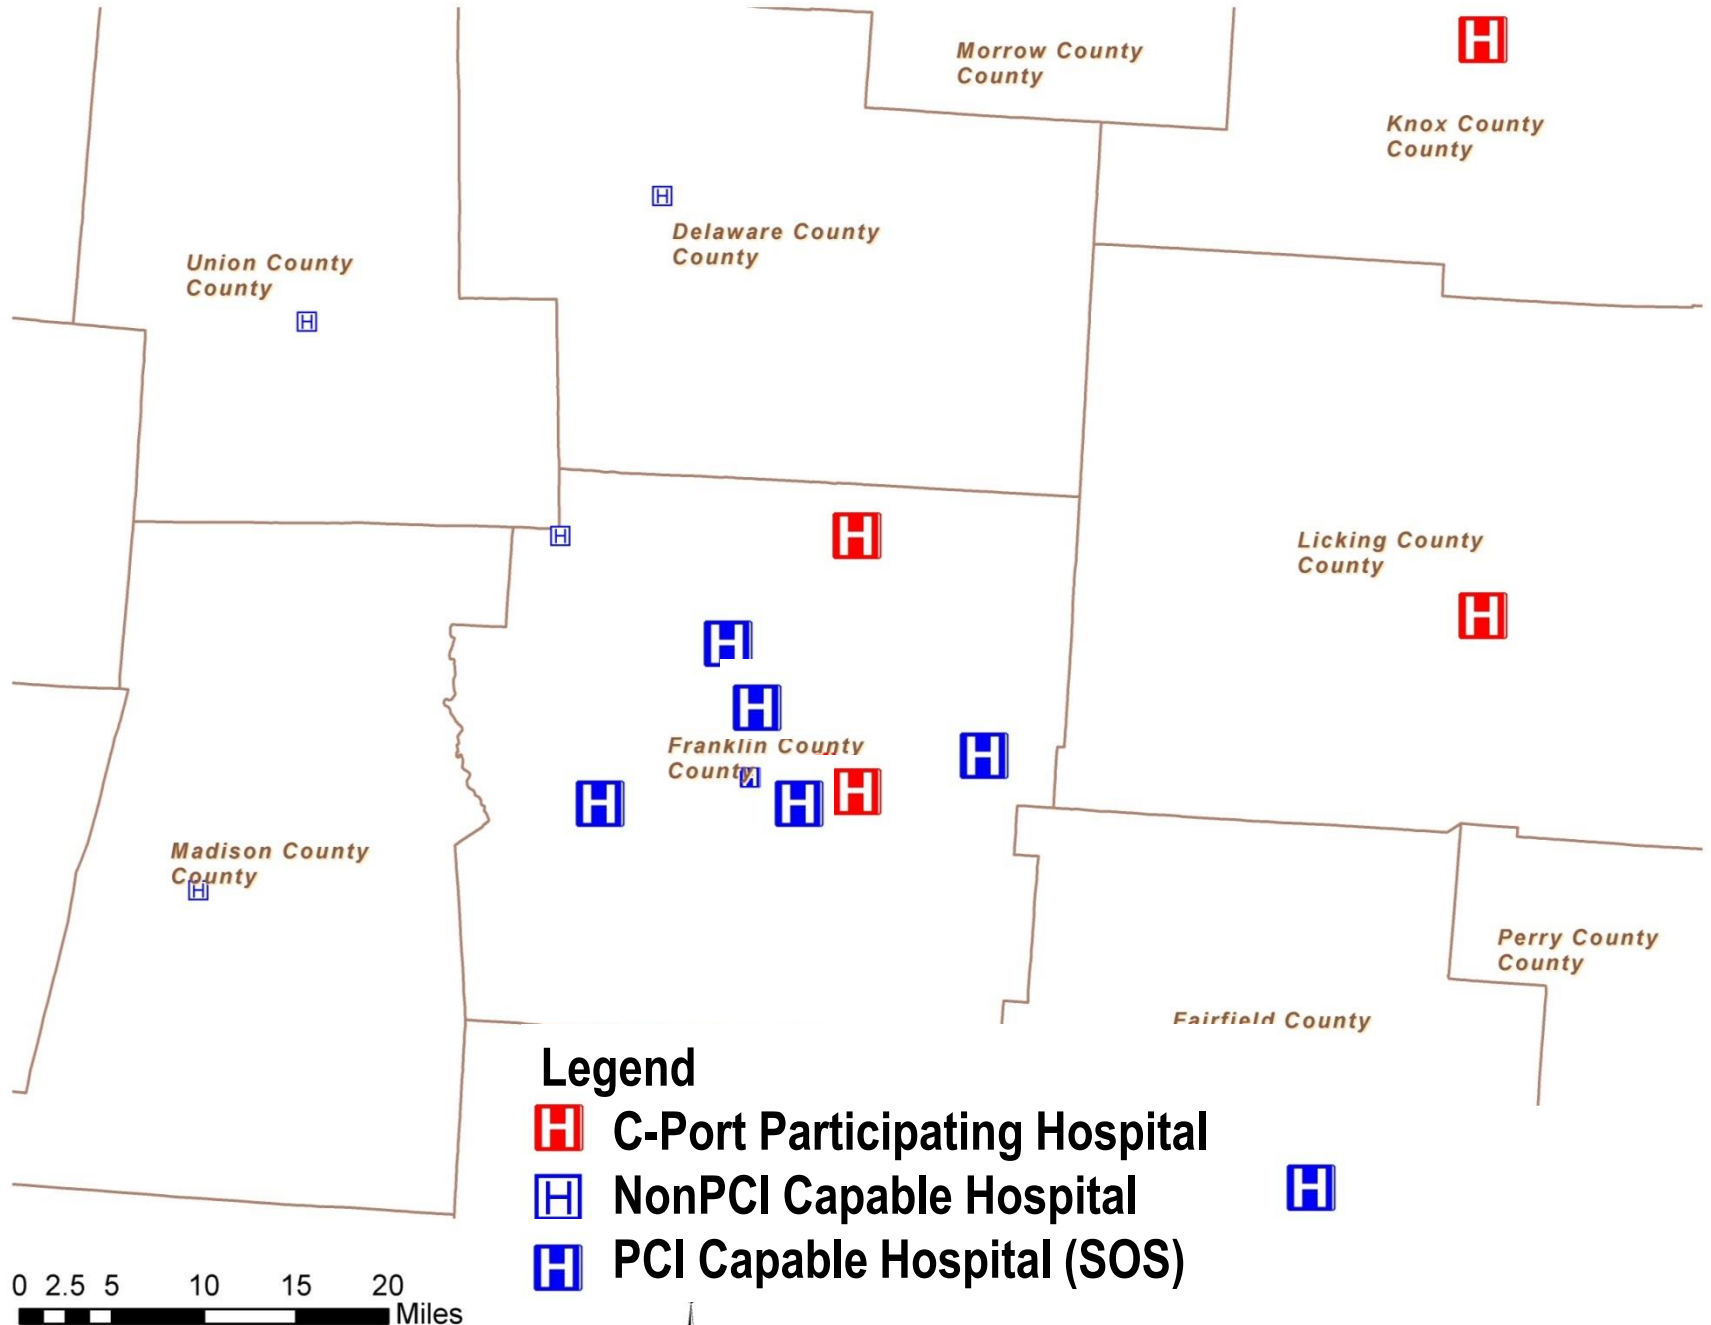 Morrow County
County
Knox County
County
Delaware County
County
Union County
County
Licking County
County
Franklin County
County
Madison County
County
Perry County
County
Fairfield County
Legend
H C-Port Participating Hospital
H NonPCI Capable Hospital
H PCI Capable Hospital (SOS)
0 2.5 5 10 15 20
Miles
H
H
H
H
H
H
H
H
H
H
H
H
H
H